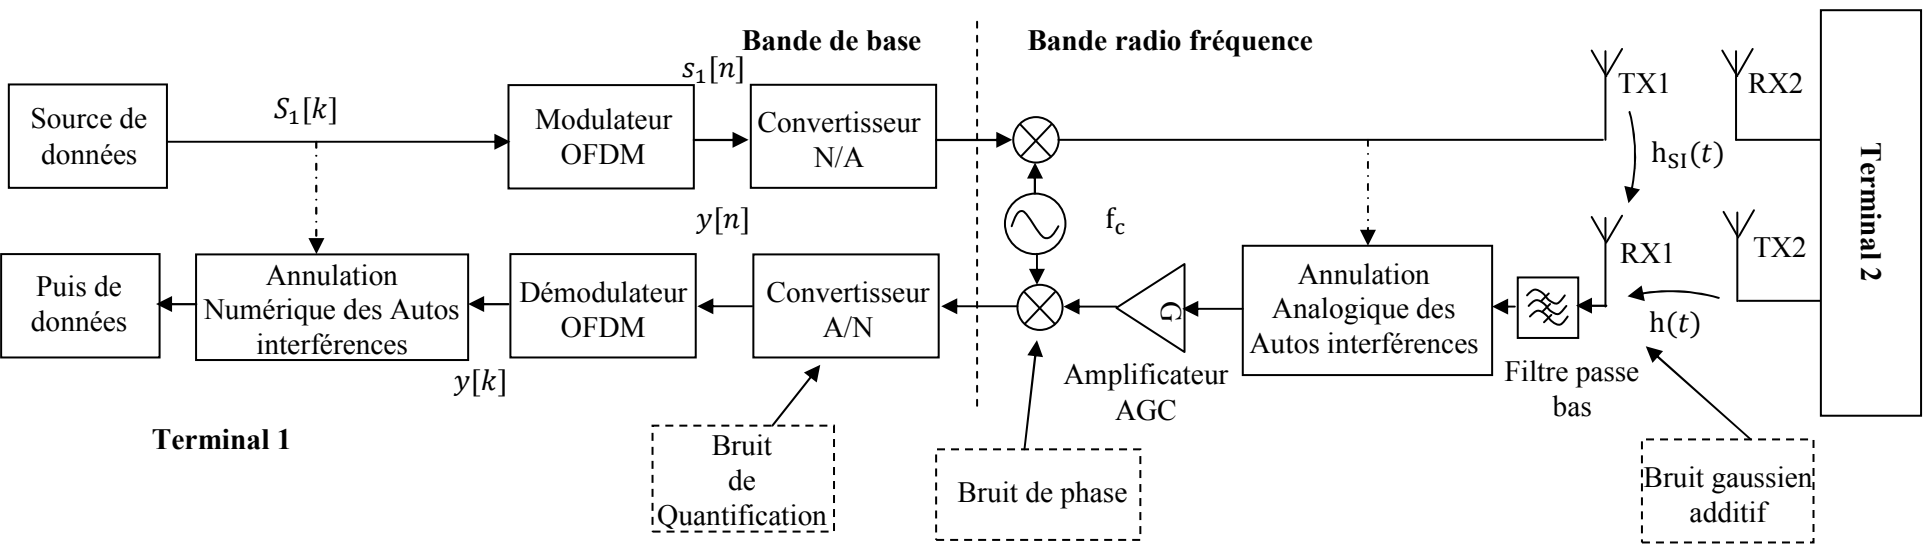 Bande de base
Bande radio fréquence
s₁[n]
S₁[k]
TX1
RX2
Source de
données
Modulateur
OFDM
Convertisseur
N/A
h_SI(t)
Terminal 2
y[n]
f_c
RX1
TX2
Puis de
données
Annulation
Numérique des Autos
interférences
Démodulateur
OFDM
Convertisseur
A/N
G
Annulation
Analogique des
Autos interférences
h(t)
y[k]
Amplificateur
AGC
Filtre passe
bas
Terminal 1
Bruit
de
Quantification
Bruit de phase
Bruit gaussien
additif